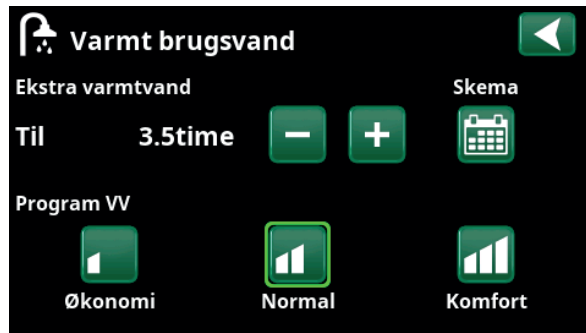 Varmt brugsvand
Ekstra varmtvand Skema
Til 3.5time
Program VV
Økonomi Normal Komfort